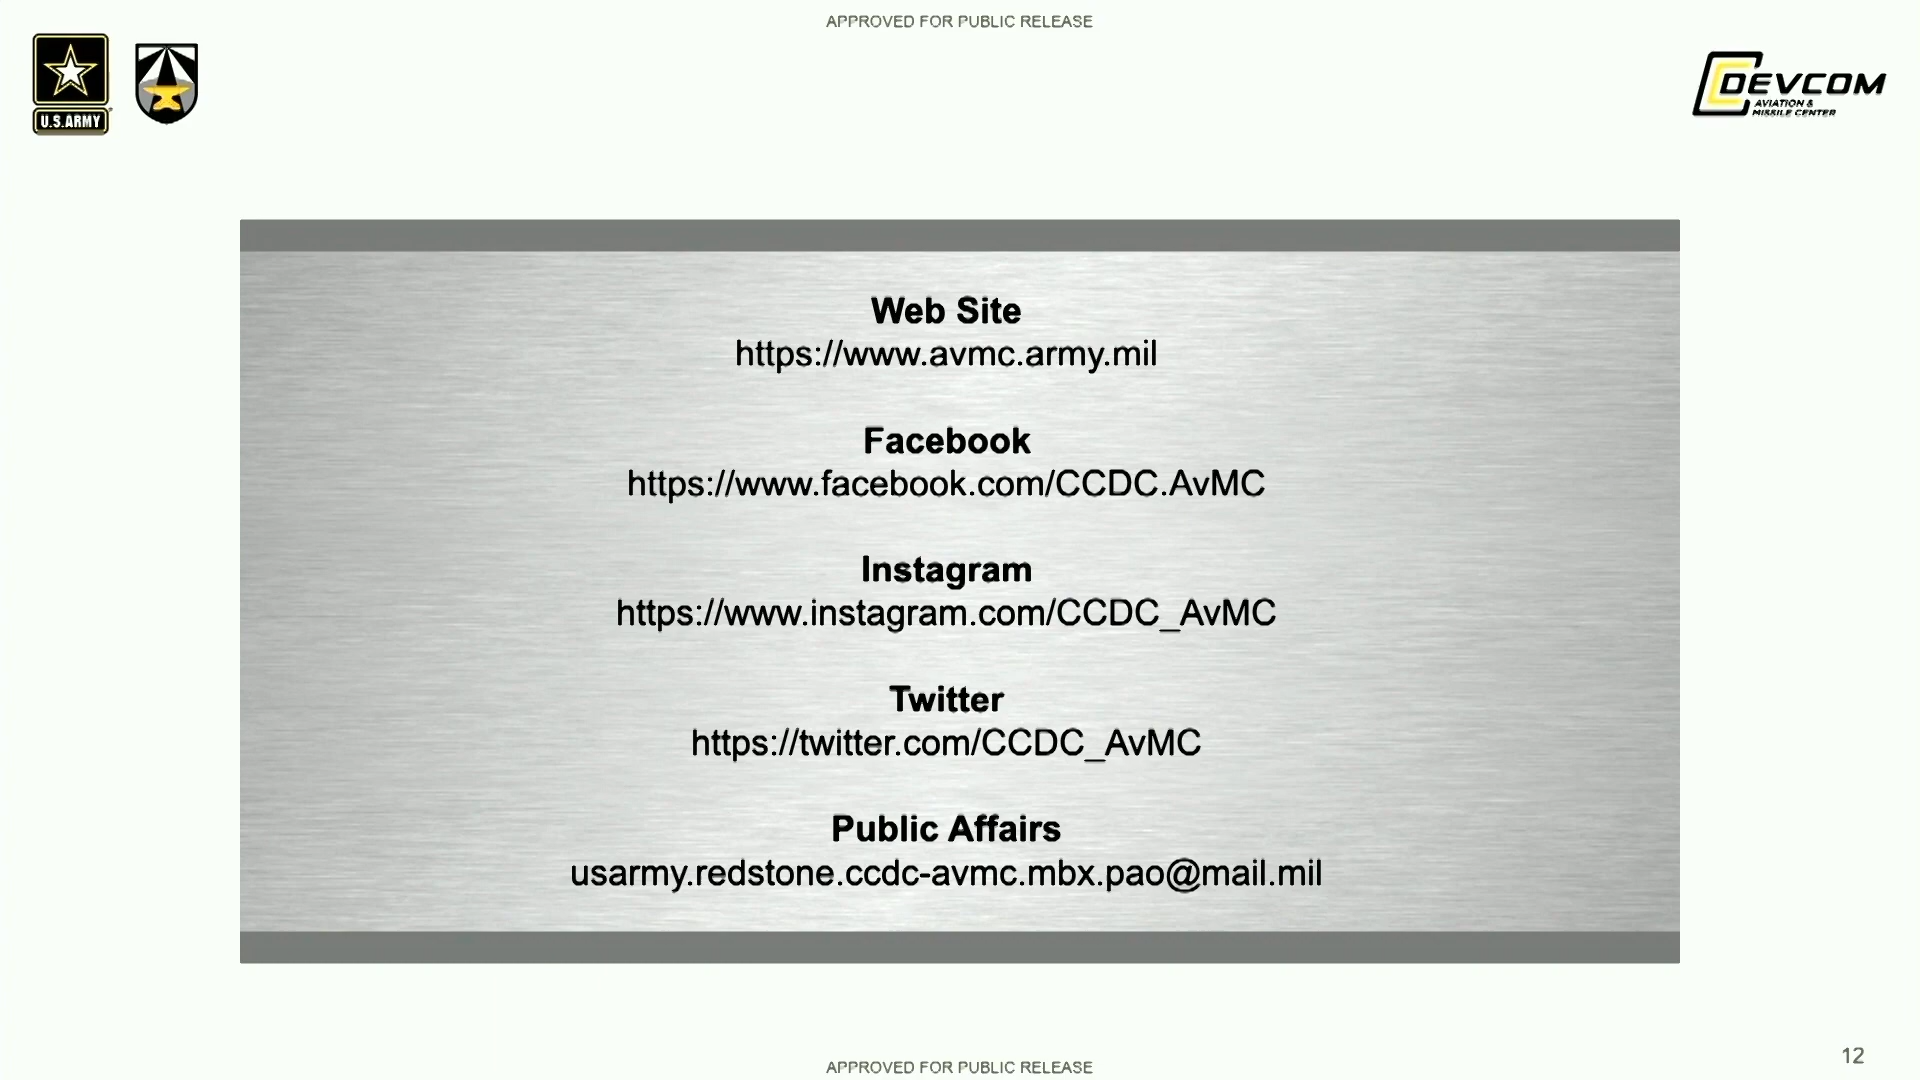 APPROVED FOR PUBLIC RELEASE
U.S.ARMY
DEVCOM
AVIATION &
MISSILE CENTER
Web Site
https://www.avmc.army.mil
Facebook
https://www.facebook.com/CCDC.AvMC
Instagram
https://www.instagram.com/CCDC_AvMC
Twitter
https://twitter.com/CCDC_AvMC
Public Affairs
usarmy.redstone.ccdc-avmc.mbx.pao@mail.mil
APPROVED FOR PUBLIC RELEASE
12